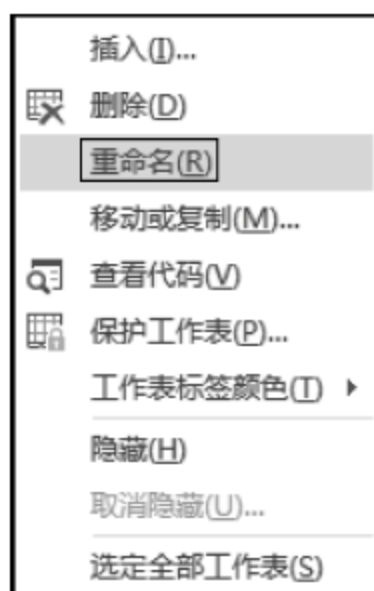 插入(I)...
删除(D)
重命名(R)
移动或复制(M)...
查看代码(V)
保护工作表(P)...
工作表标签颜色(T)
隐藏(H)
取消隐藏(U)...
选定全部工作表(S)